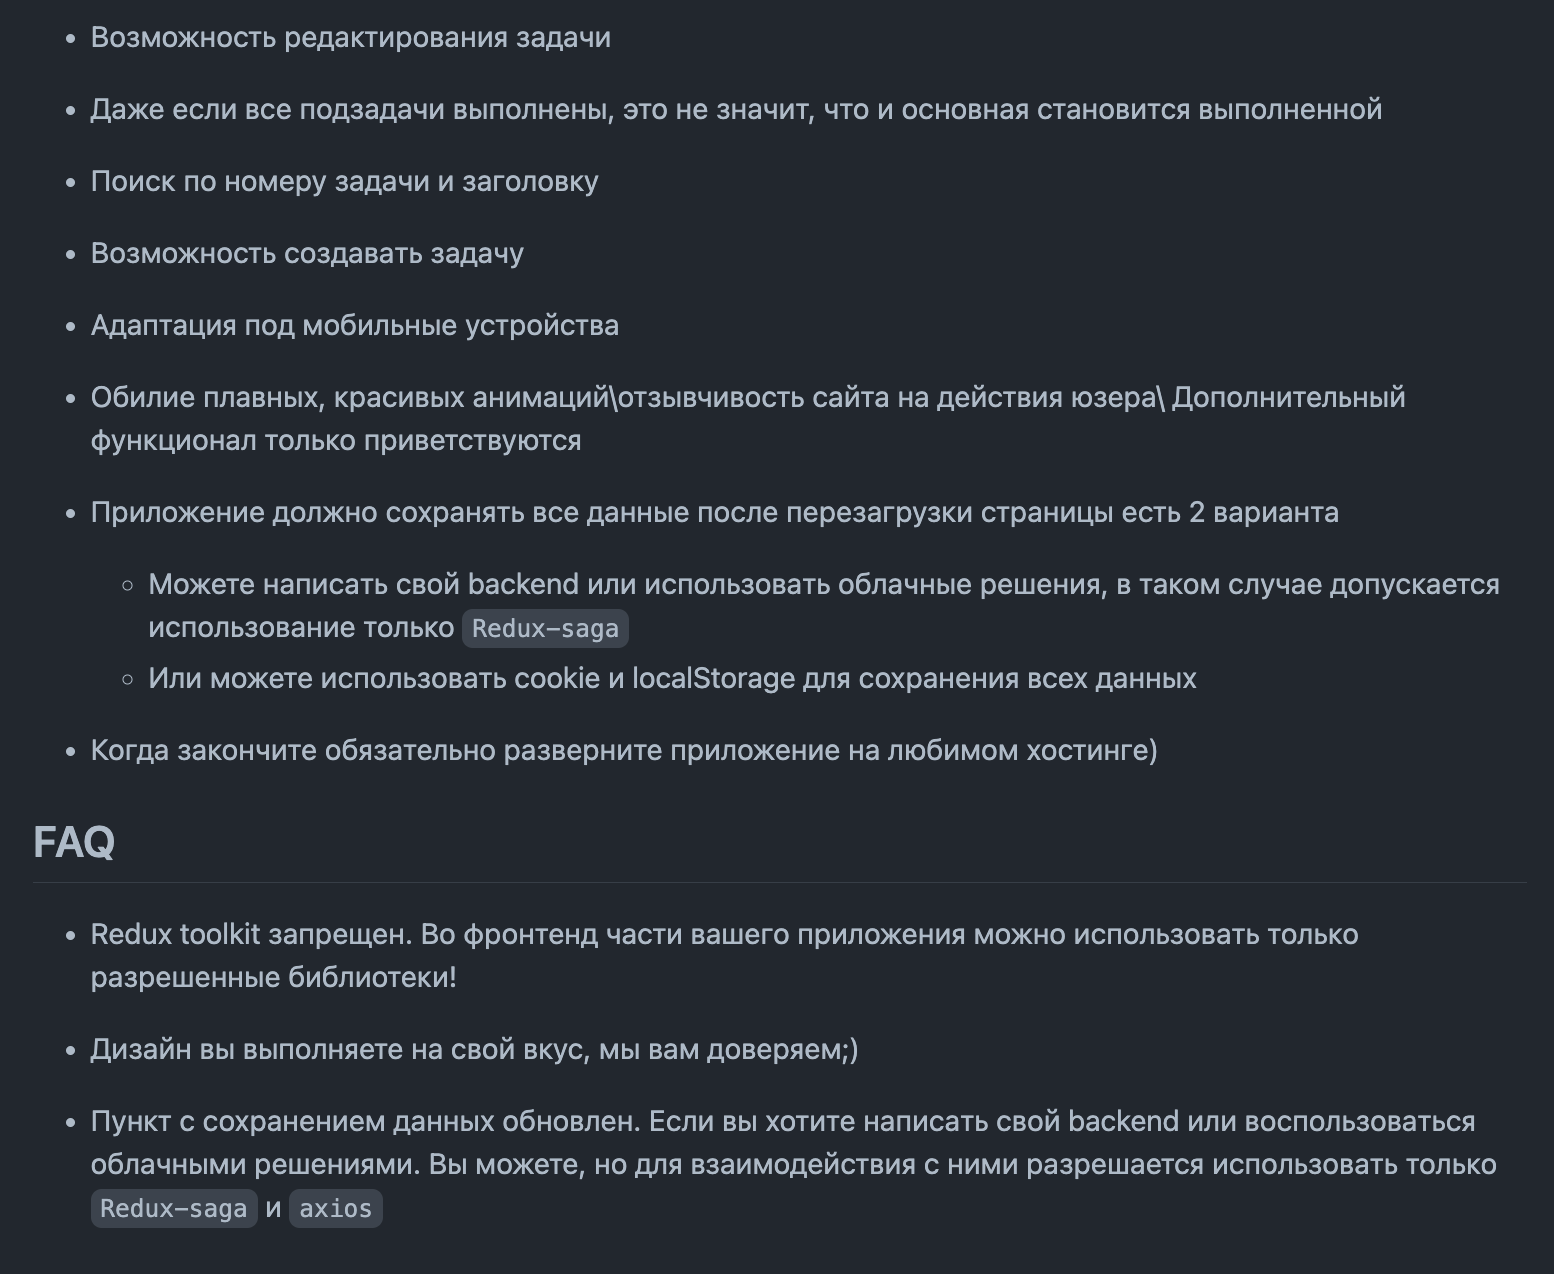 Возможность редактирования задачи
Даже если все подзадачи выполнены, это не значит, что и основная становится выполненной
Поиск по номеру задачи и заголовку
Возможность создавать задачу
Адаптация под мобильные устройства
Обилие плавных, красивых анимаций\отзывчивость сайта на действия юзера\ Дополнительный
функционал только приветствуются
Приложение должно сохранять все данные после перезагрузки страницы есть 2 варианта
Можете написать свой backend или использовать облачные решения, в таком случае допускается
использование только Redux-saga
Или можете использовать cookie и localStorage для сохранения всех данных
Когда закончите обязательно разверните приложение на любимом хостинге)
FAQ
Redux toolkit запрещен. Во фронтенд части вашего приложения можно использовать только
разрешенные библиотеки!
Дизайн вы выполняете на свой вкус, мы вам доверяем;)
Пункт с сохранением данных обновлен. Если вы хотите написать свой backend или воспользоваться
облачными решениями. Вы можете, но для взаимодействия с ними разрешается использовать только
Redux-saga и axios